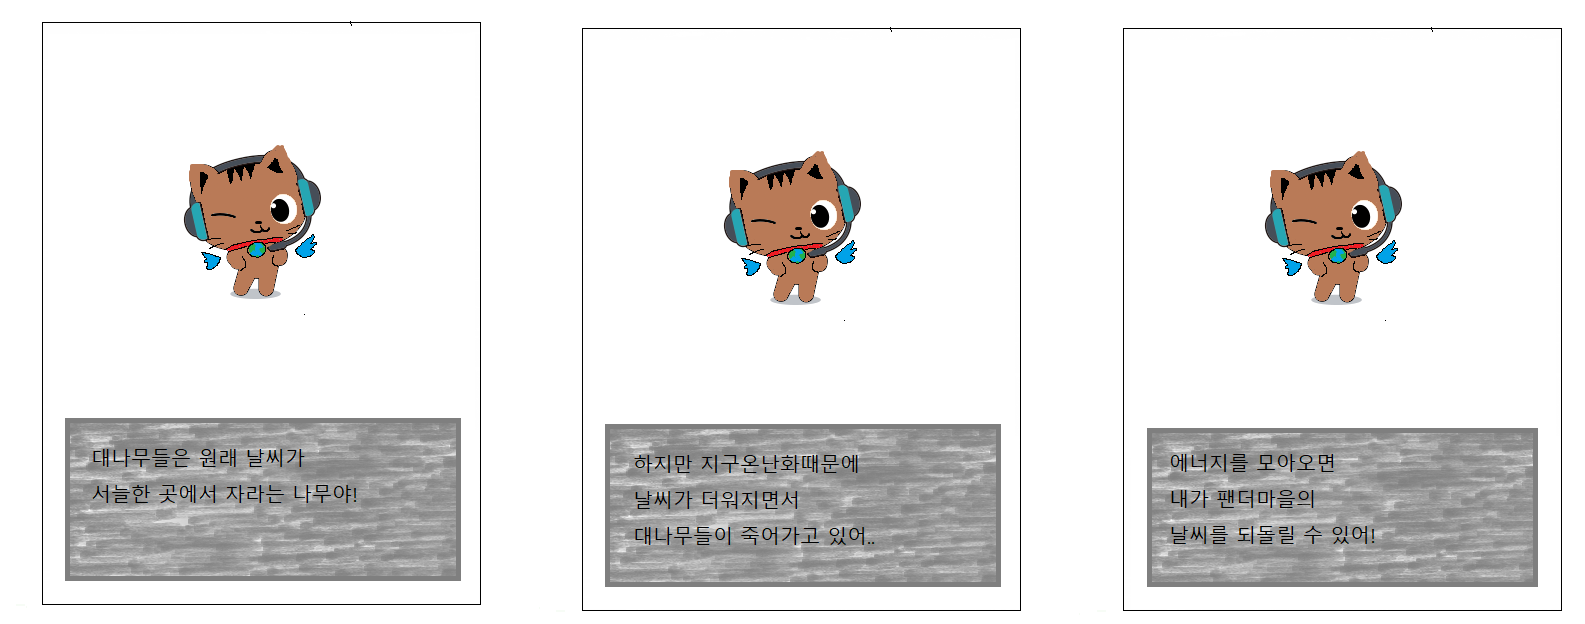 대나무들은 원래 날씨가
서늘한 곳에서 자라는 나무야!
하지만 지구온난화때문에
날씨가 더워지면서
대나무들이 죽어가고 있어..
에너지를 모아오면
내가 팬더마을의
날씨를 되돌릴 수 있어!